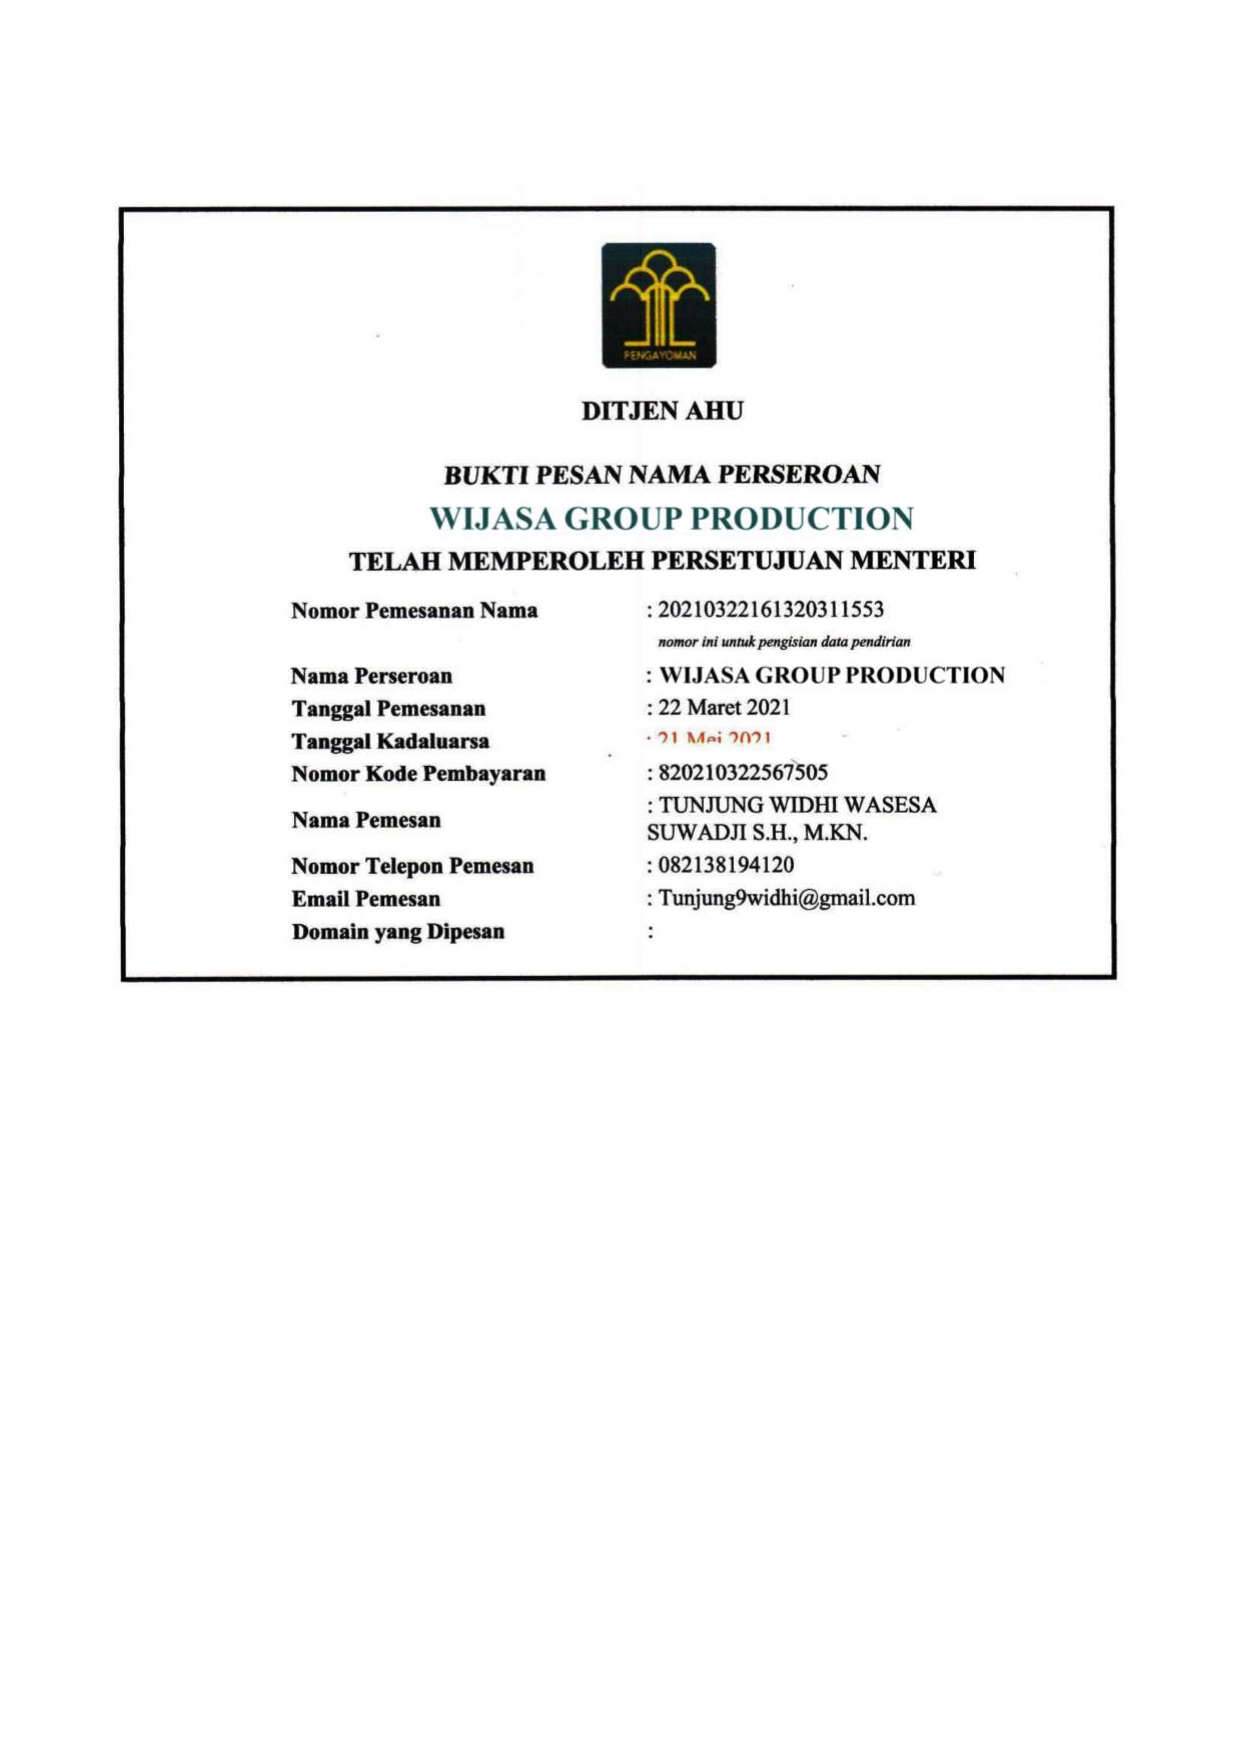 PENGAYOMAN
DITJEN AHU
BUKTI PESAN NAMA PERSEROAN
WIJASA GROUP PRODUCTION
TELAH MEMPEROLEH PERSETUJUAN MENTERI
Nomor Pemesanan Nama : 20210322161320311553
nomor ini untuk pengisian data pendirian
Nama Perseroan : WIJASA GROUP PRODUCTION
Tanggal Pemesanan : 22 Maret 2021
Tanggal Kadaluarsa : 21 Mei 2021
Nomor Kode Pembayaran : 820210322567505
Nama Pemesan : TUNJUNG WIDHI WASESA
SUWADJI S.H., M.KN.
Nomor Telepon Pemesan : 082138194120
Email Pemesan : Tunjung9widhi@gmail.com
Domain yang Dipesan :